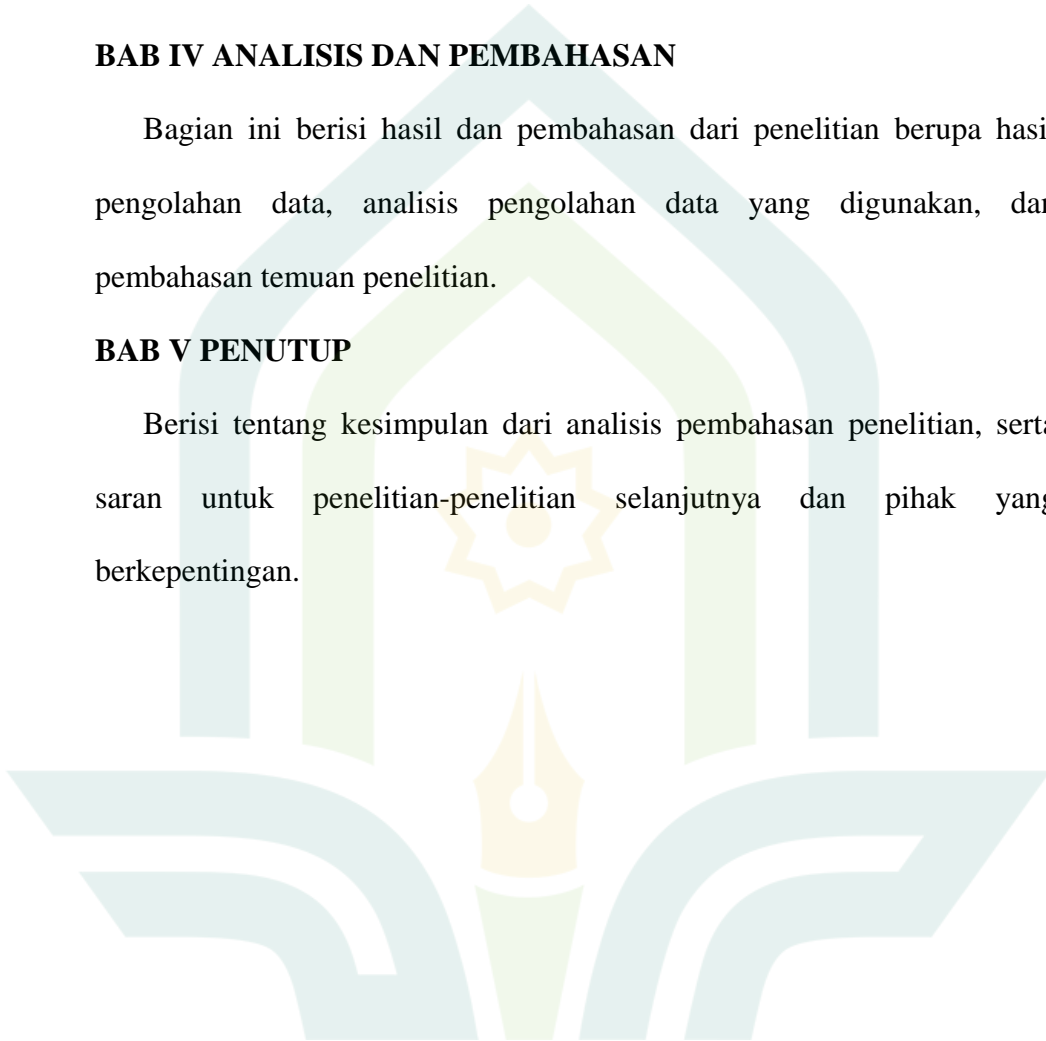 BAB IV ANALISIS DAN PEMBAHASAN
Bagian ini berisi hasil dan pembahasan dari penelitian berupa hasi
pengolahan data, analisis pengolahan data yang digunakan, dan
pembahasan temuan penelitian.
BAB V PENUTUP
Berisi tentang kesimpulan dari analisis pembahasan penelitian, serta
saran untuk penelitian-penelitian selanjutnya dan pihak yang
berkepentingan.